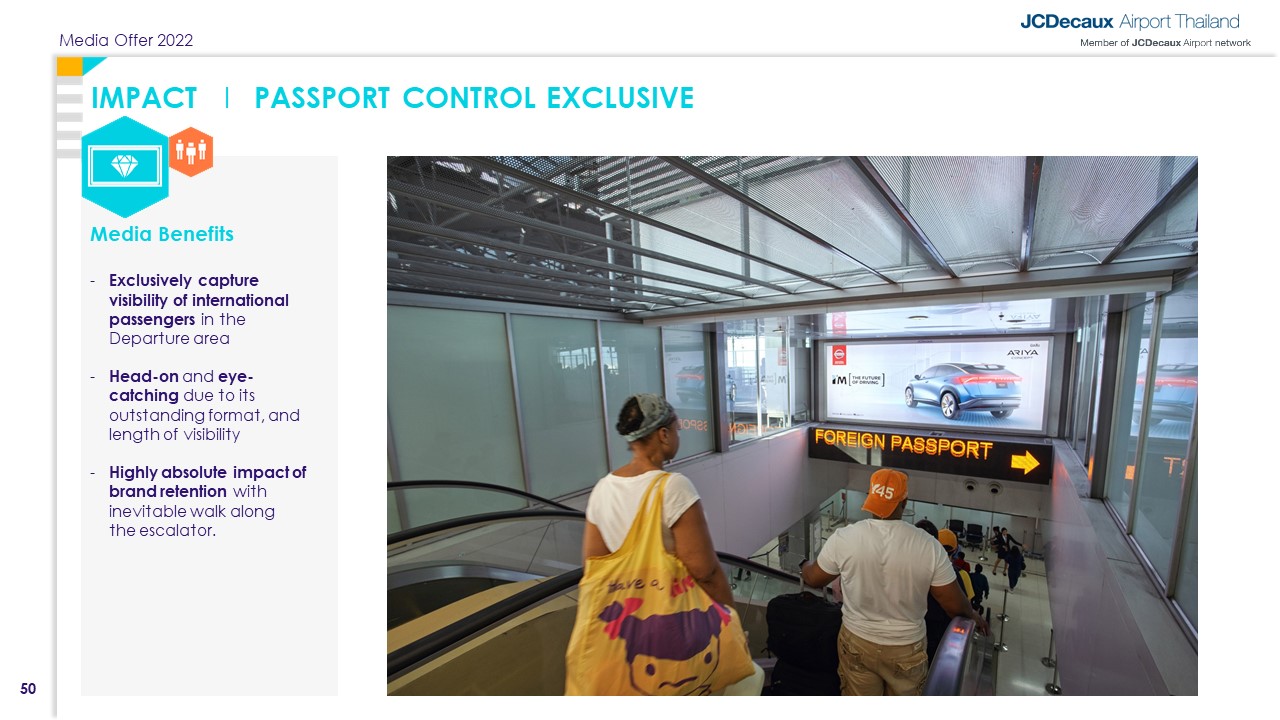 JCDecaux Airport Thailand
Member of JCDecaux Airport network
Media Offer 2022
IMPACT | PASSPORT CONTROL EXCLUSIVE
Media Benefits
- Exclusively capture
visibility of international
passengers in the
Departure area
- Head-on and eye-
catching due to its
outstanding format, and
length of visibility
- Highly absolute impact of
brand retention with
inevitable walk along
the escalator.
ARIYA
CONCEPT
THE FUTURE
OF DRIVING
FOREIGN PASSPORT
Y45
Have a
50